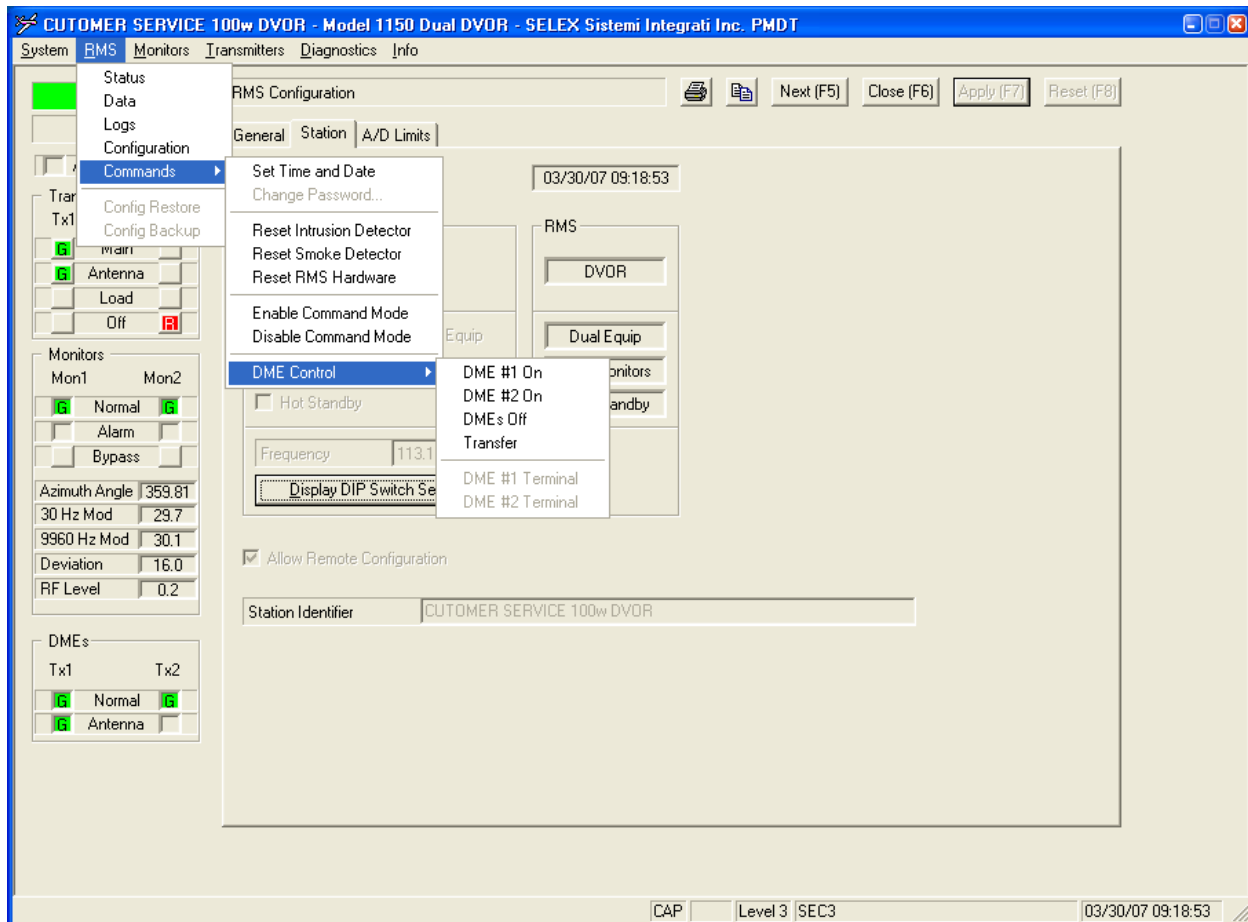 CUTOMER SERVICE 100w DVOR - Model 1150 Dual DVOR - SELEX Sistemi Integrati Inc. PMDT
System RMS Monitors Transmitters Diagnostics Info
Status
Data
Logs
Configuration
Commands
Config Restore
Config Backup
RMS Configuration
Next (F5) Close (F6) Apply (F7) Reset (F8)
General Station A/D Limits
Set Time and Date
Change Password...
Reset Intrusion Detector
Reset Smoke Detector
Reset RMS Hardware
Enable Command Mode
Disable Command Mode
DME Control
DME #1 On
DME #2 On
DMEs Off
Transfer
DME #1 Terminal
DME #2 Terminal
03/30/07 09:18:53
RMS
DVOR
Equip
Dual Equip
Hot Standby
Frequency 113.1
Display DIP Switch Se
Allow Remote Configuration
Station Identifier CUTOMER SERVICE 100w DVOR
Tx1
G Main
G Antenna
Load
Off R
Monitors
Mon1 Mon2
G Normal G
Alarm
Bypass
Azimuth Angle 359.81
30 Hz Mod 29.7
9960 Hz Mod 30.1
Deviation 16.0
RF Level 0.2
DMEs
Tx1 Tx2
G Normal G
G Antenna
CAP Level 3 SEC3 03/30/07 09:18:53